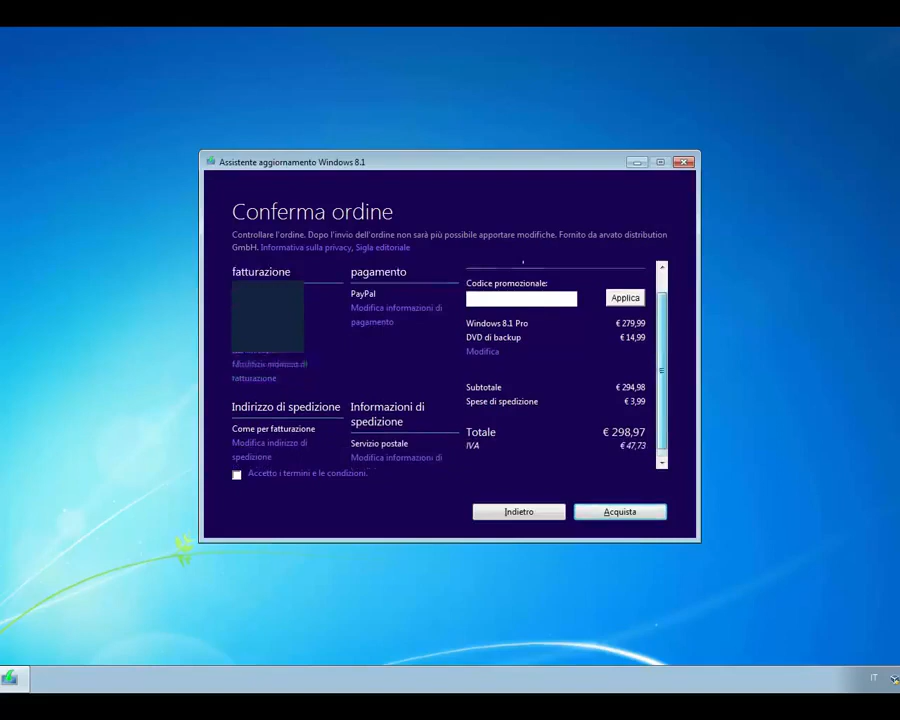 Assistente aggiornamento Windows 8.1
Conferma ordine
Controllare l'ordine. Dopo l'invio dell'ordine non sarà più possibile apportare modifiche. Fornito da arvato distribution
GmbH. Informativa sulla privacy, Sigla editoriale
fatturazione
Modifica indirizzo di
fatturazione
pagamento
PayPal
Modifica informazioni di
pagamento
Codice promozionale:
Applica
Windows 8.1 Pro € 279,99
DVD di backup € 14,99
Modifica
Subtotale € 294,98
Spese di spedizione € 3,99
Totale € 298,97
IVA € 47,73
Indirizzo di spedizione
Come per fatturazione
Modifica indirizzo di
spedizione
Informazioni di
spedizione
Servizio postale
Modifica informazioni di
Accetto i termini e le condizioni.
Indietro
Acquista
IT